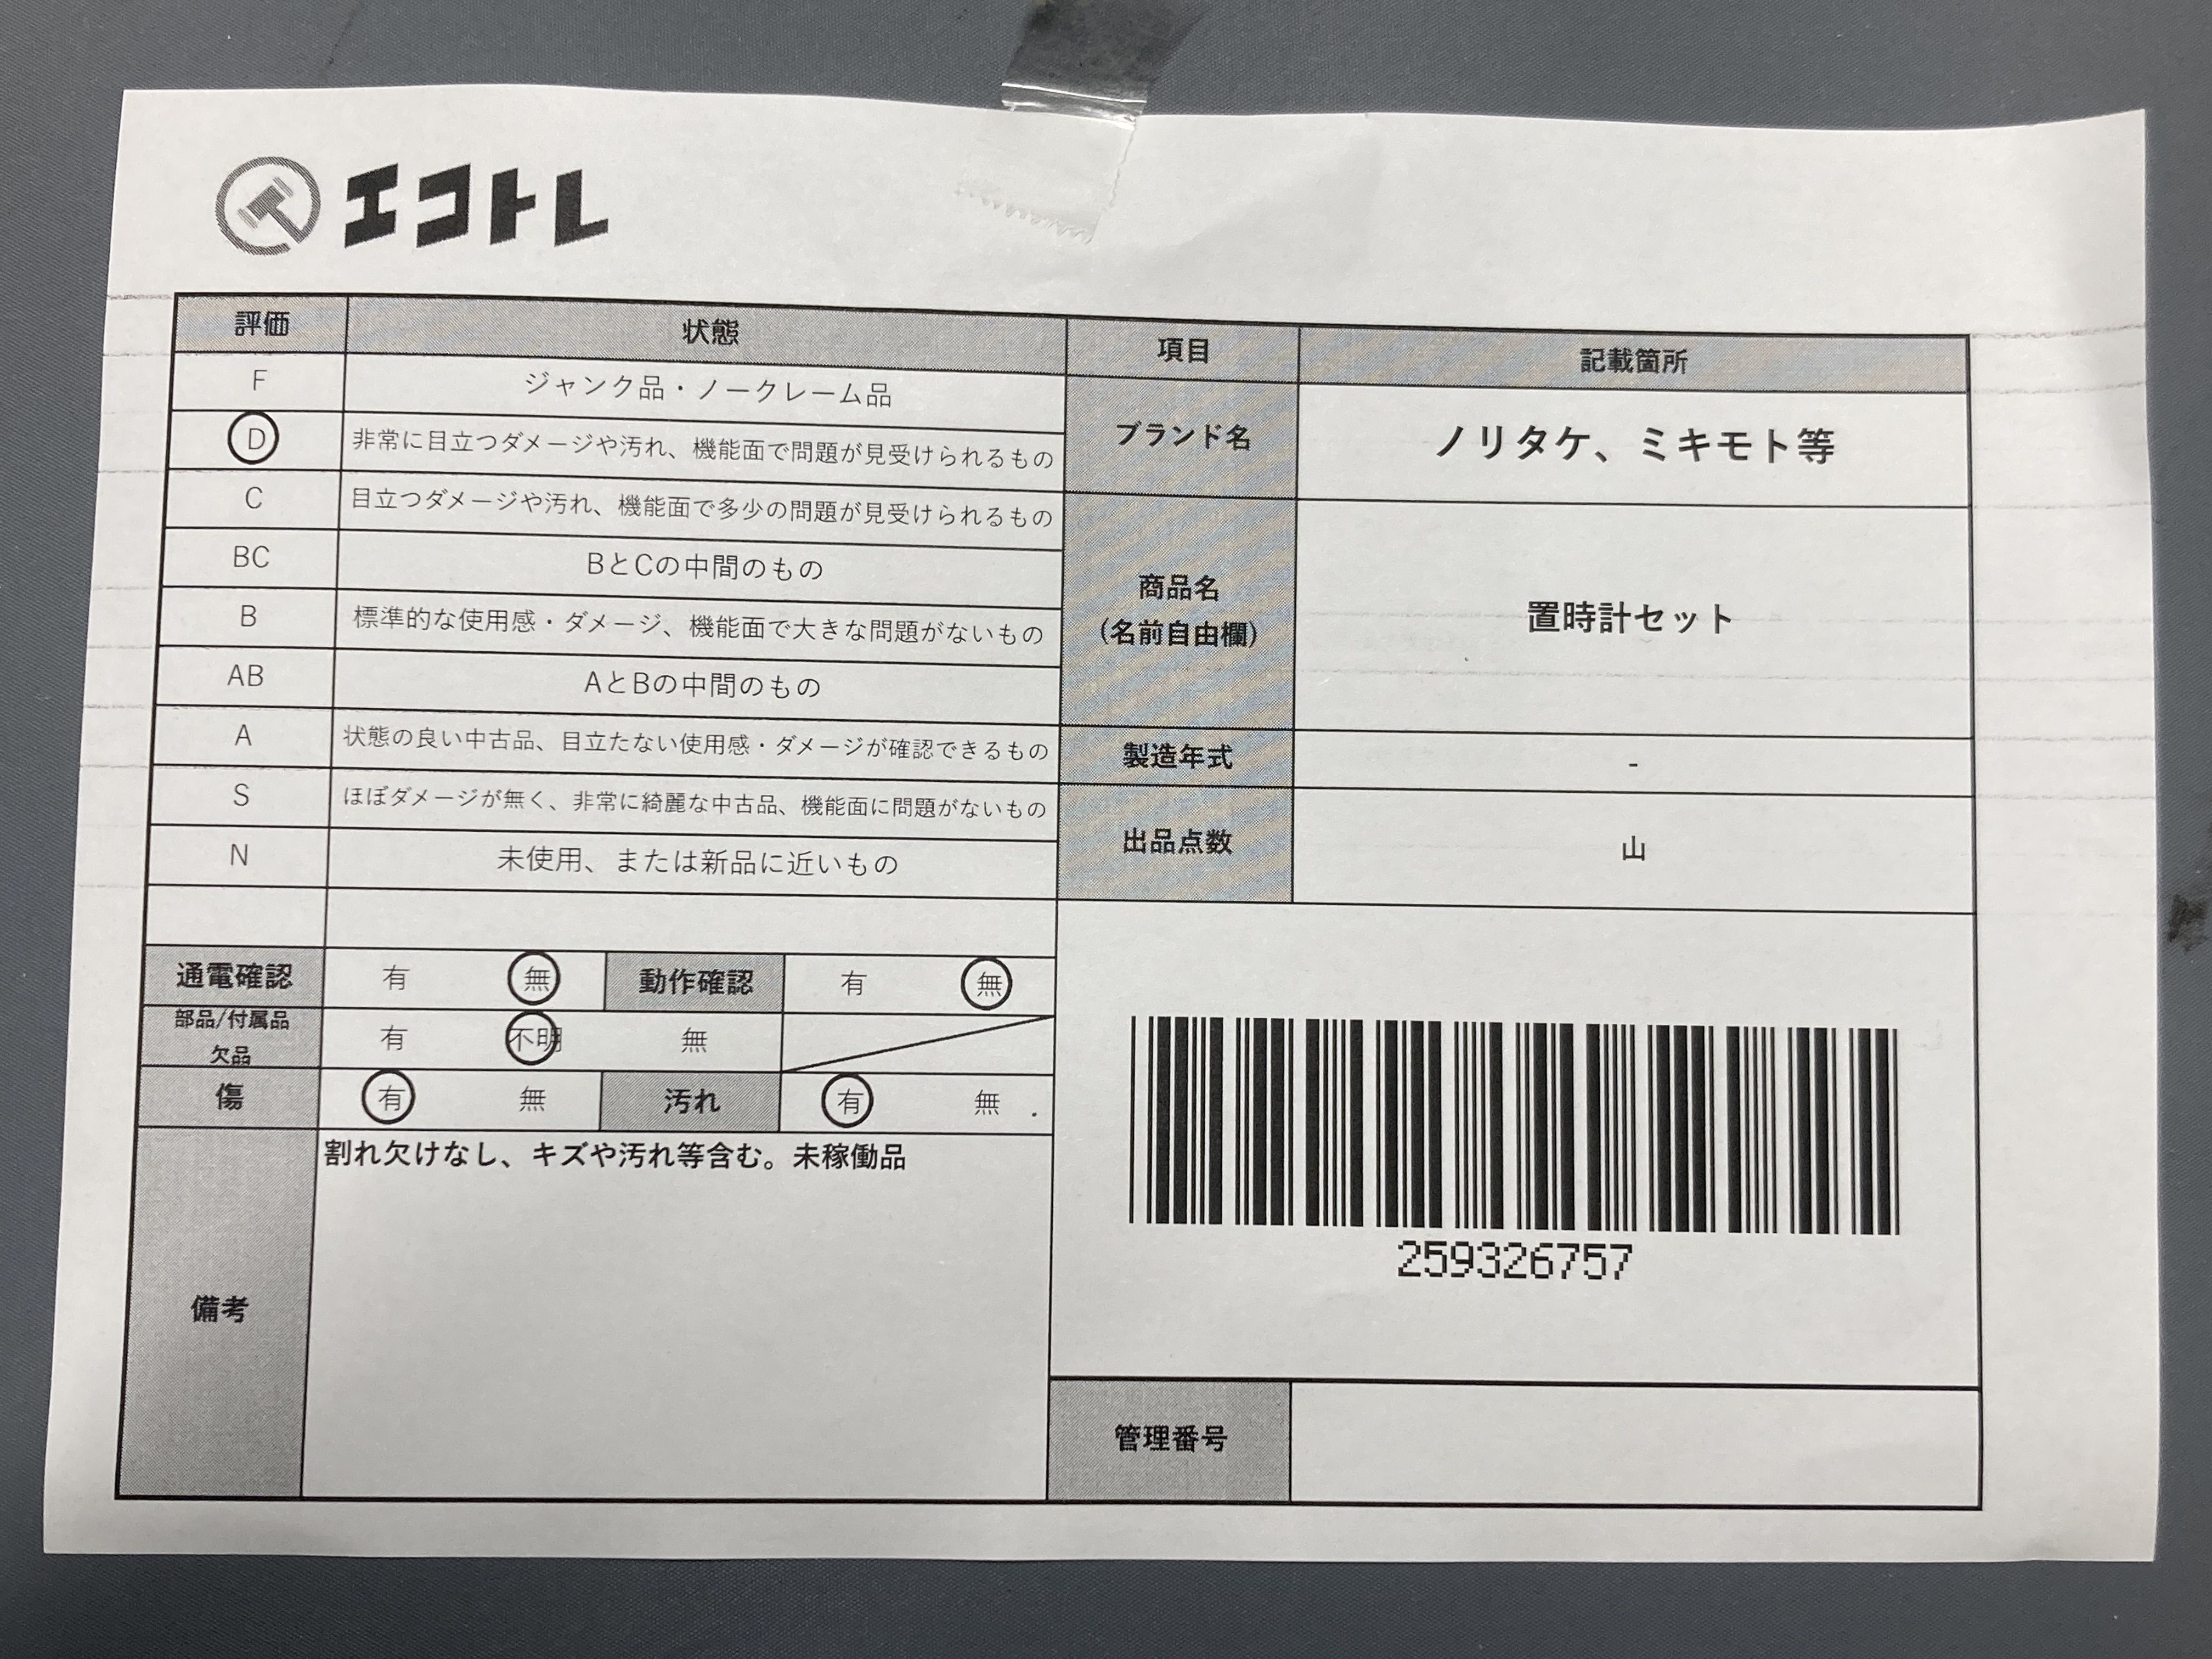 エコトレ
評価 状態
F ジャンク品・ノークレーム品
D 非常に目立つダメージや汚れ、機能面で問題が見受けられるもの
C 目立つダメージや汚れ、機能面で多少の問題が見受けられるもの
BC BとCの中間のもの
B 標準的な使用感・ダメージ、機能面で大きな問題がないもの
AB AとBの中間のもの
A 状態の良い中古品、目立たない使用感・ダメージが確認できるもの
S ほぼダメージが無く、非常に綺麗な中古品、機能面に問題がないもの
N 未使用、または新品に近いもの
通電確認 有 無 動作確認 有 無
部品/付属品
欠品 有 不明 無
傷 有 無 汚れ 有 無
備考 割れ欠けなし、キズや汚れ等含む。未稼働品
項目 記載箇所
ブランド名 ノリタケ、ミキモト等
商品名
(名前自由欄) 置時計セット
製造年式 -
出品点数 山
259326757
管理番号